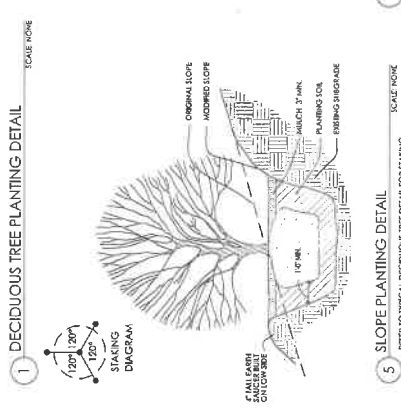 1
DECIDUOUS TREE PLANTING DETAIL
SCALE: NONE
120°
120°
120°
STAKING
DIAGRAM
ORIGINAL SLOPE
MODIFIED SLOPE
MULCH 3" MIN.
PLANTING SOIL
EXISTING SUBGRADE
MIN.
TALL EARTH
SAUCER BUILT
ON LOW SIDE
5
SLOPE PLANTING DETAIL
SCALE: NONE